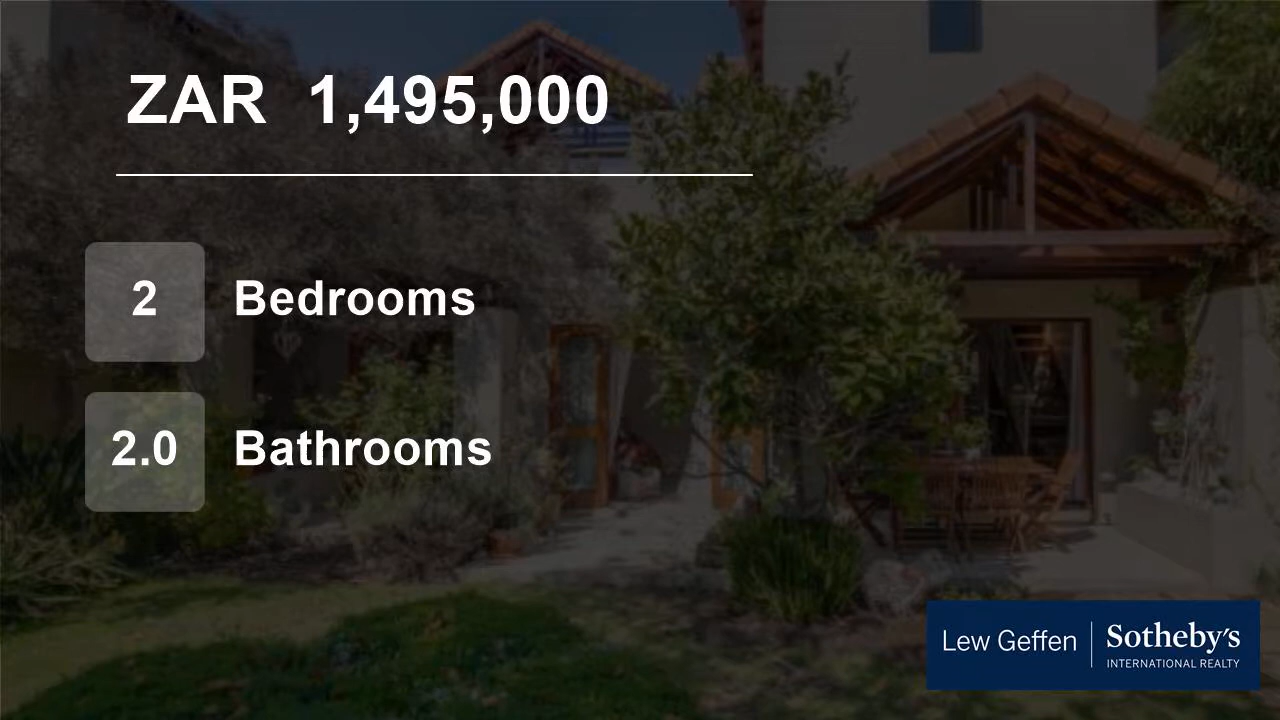 ZAR 1,495,000
2 Bedrooms
2.0 Bathrooms
Lew Geffen Sotheby's
INTERNATIONAL REALTY